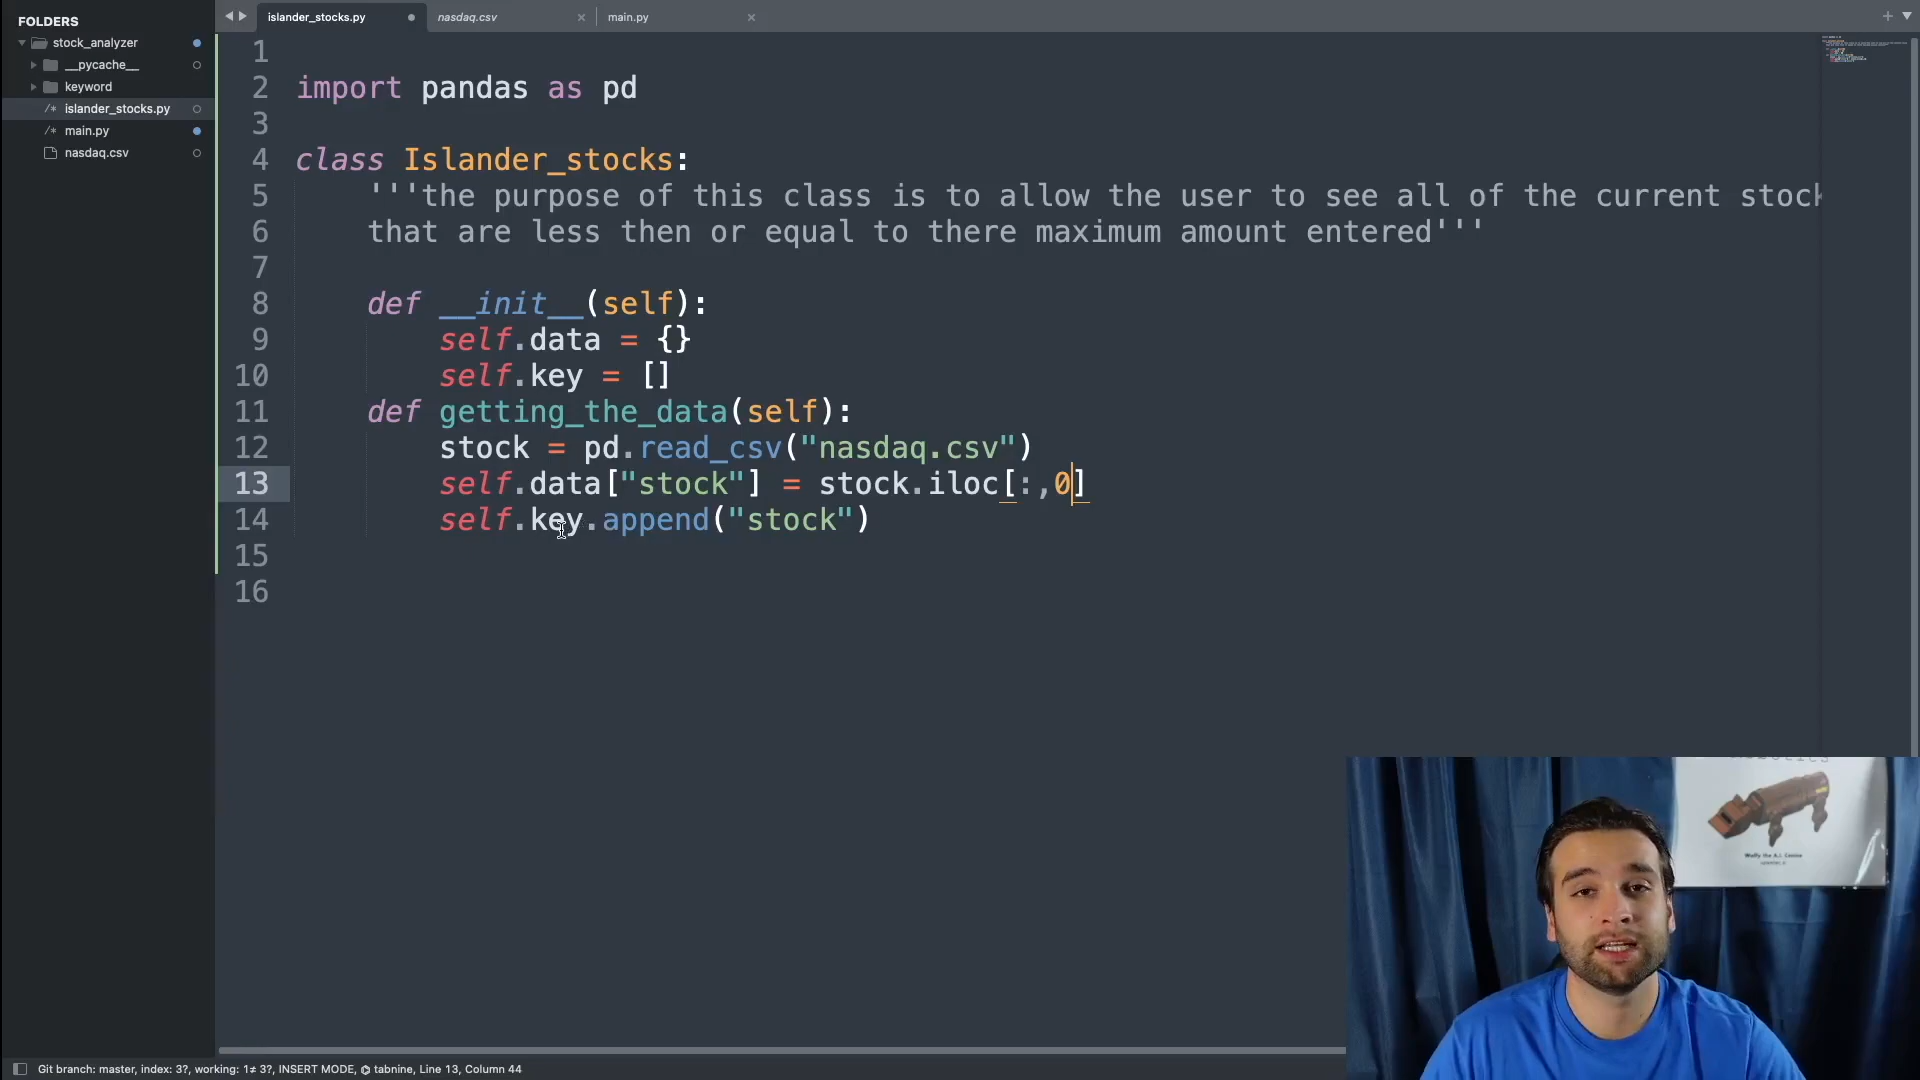 FOLDERS
stock_analyzer
__pycache__
keyword
islander_stocks.py
main.py
nasdaq.csv
islander_stocks.py
nasdaq.csv
main.py
1
2 import pandas as pd
3
4 class Islander_stocks:
5 '''the purpose of this class is to allow the user to see all of the current stock
6 that are less then or equal to there maximum amount entered'''
7
8 def __init__(self):
9 self.data = {}
10 self.key = []
11 def getting_the_data(self):
12 stock = pd.read_csv("nasdaq.csv")
13 self.data["stock"] = stock.iloc[:,0]
14 self.key.append("stock")
15
16
Git branch: master, index: 3?, working: 1≠ 3?, INSERT MODE, tabnine, Line 13, Column 44